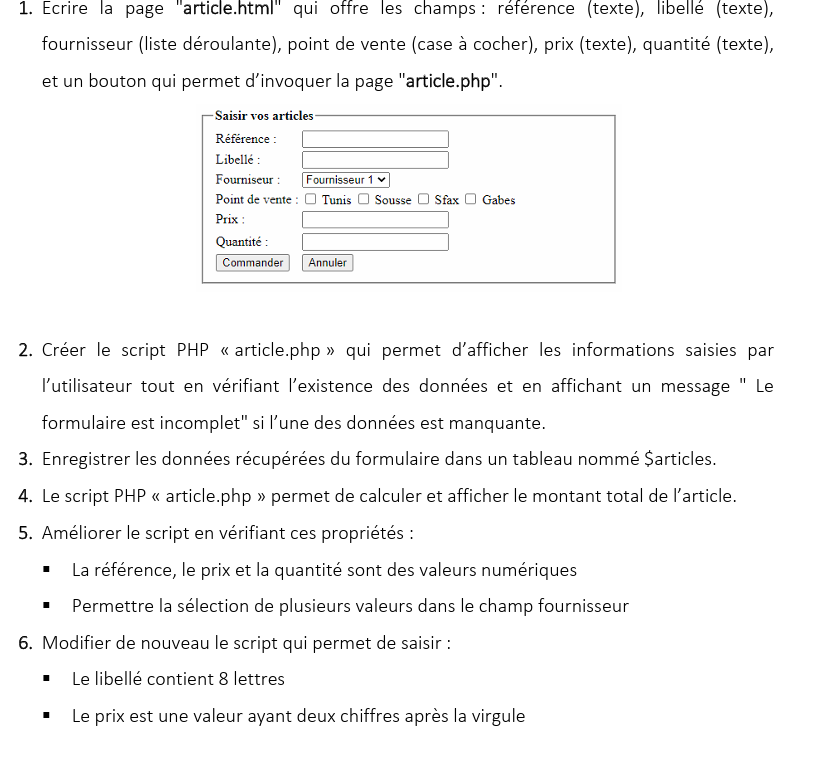 1. Ecrire la page "article.html" qui offre les champs : référence (texte), libellé (texte),
fournisseur (liste déroulante), point de vente (case à cocher), prix (texte), quantité (texte),
et un bouton qui permet d’invoquer la page "article.php".
Saisir vos articles
Référence :
Libellé :
Fourniseur : Fournisseur 1
Point de vente : Tunis Sousse Sfax Gabes
Prix :
Quantité :
Commander Annuler
2. Créer le script PHP « article.php » qui permet d’afficher les informations saisies par
l’utilisateur tout en vérifiant l’existence des données et en affichant un message " Le
formulaire est incomplet" si l’une des données est manquante.
3. Enregistrer les données récupérées du formulaire dans un tableau nommé $articles.
4. Le script PHP « article.php » permet de calculer et afficher le montant total de l’article.
5. Améliorer le script en vérifiant ces propriétés :
▪ La référence, le prix et la quantité sont des valeurs numériques
▪ Permettre la sélection de plusieurs valeurs dans le champ fournisseur
6. Modifier de nouveau le script qui permet de saisir :
▪ Le libellé contient 8 lettres
▪ Le prix est une valeur ayant deux chiffres après la virgule